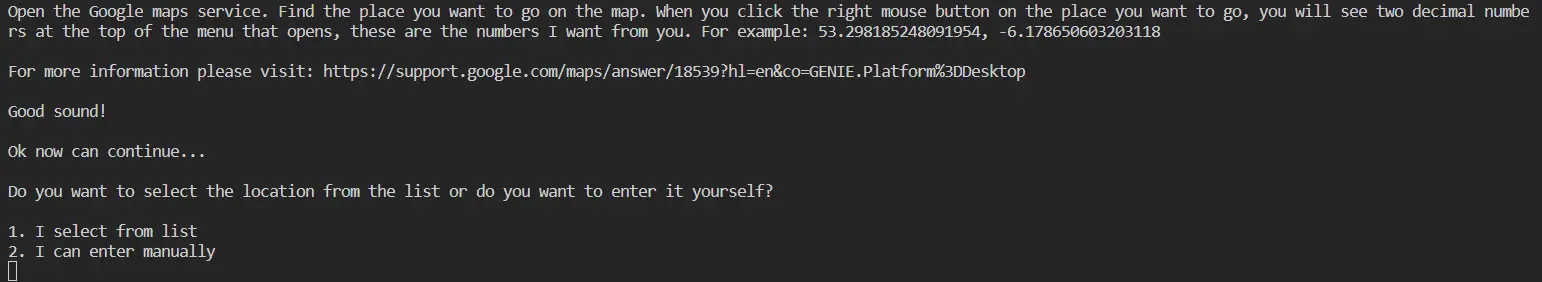 Open the Google maps service. Find the place you want to go on the map. When you click the right mouse button on the place you want to go, you will see two decimal numbe
rs at the top of the menu that opens, these are the numbers I want from you. For example: 53.298185248091954, -6.178650603203118
For more information please visit: https://support.google.com/maps/answer/18539?hl=en&co=GENIE.Platform%3DDesktop
Good sound!
Ok now can continue...
Do you want to select the location from the list or do you want to enter it yourself?
1. I select from list
2. I can enter manually